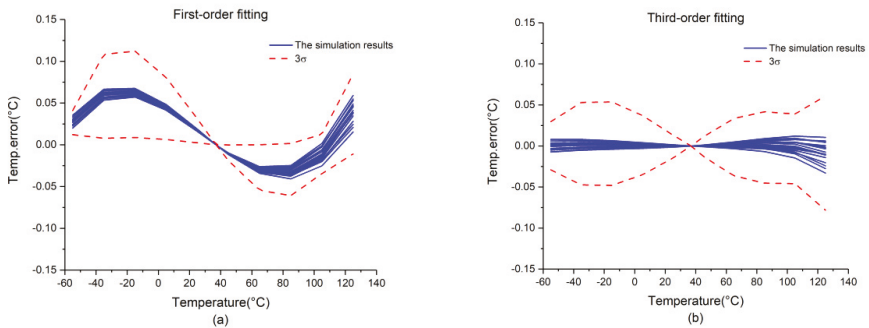 First-order fitting
The simulation results
3σ
0.15
0.10
0.05
0.00
-0.05
-0.10
-0.15
Temp.error(°C)
-60 -40 -20 0 20 40 60 80 100 120 140
Temperature(°C)
(a)
Third-order fitting
The simulation results
3σ
0.15
0.10
0.05
0.00
-0.05
-0.10
-0.15
Temp.error(°C)
-60 -40 -20 0 20 40 60 80 100 120 140
Temperature(°C)
(b)